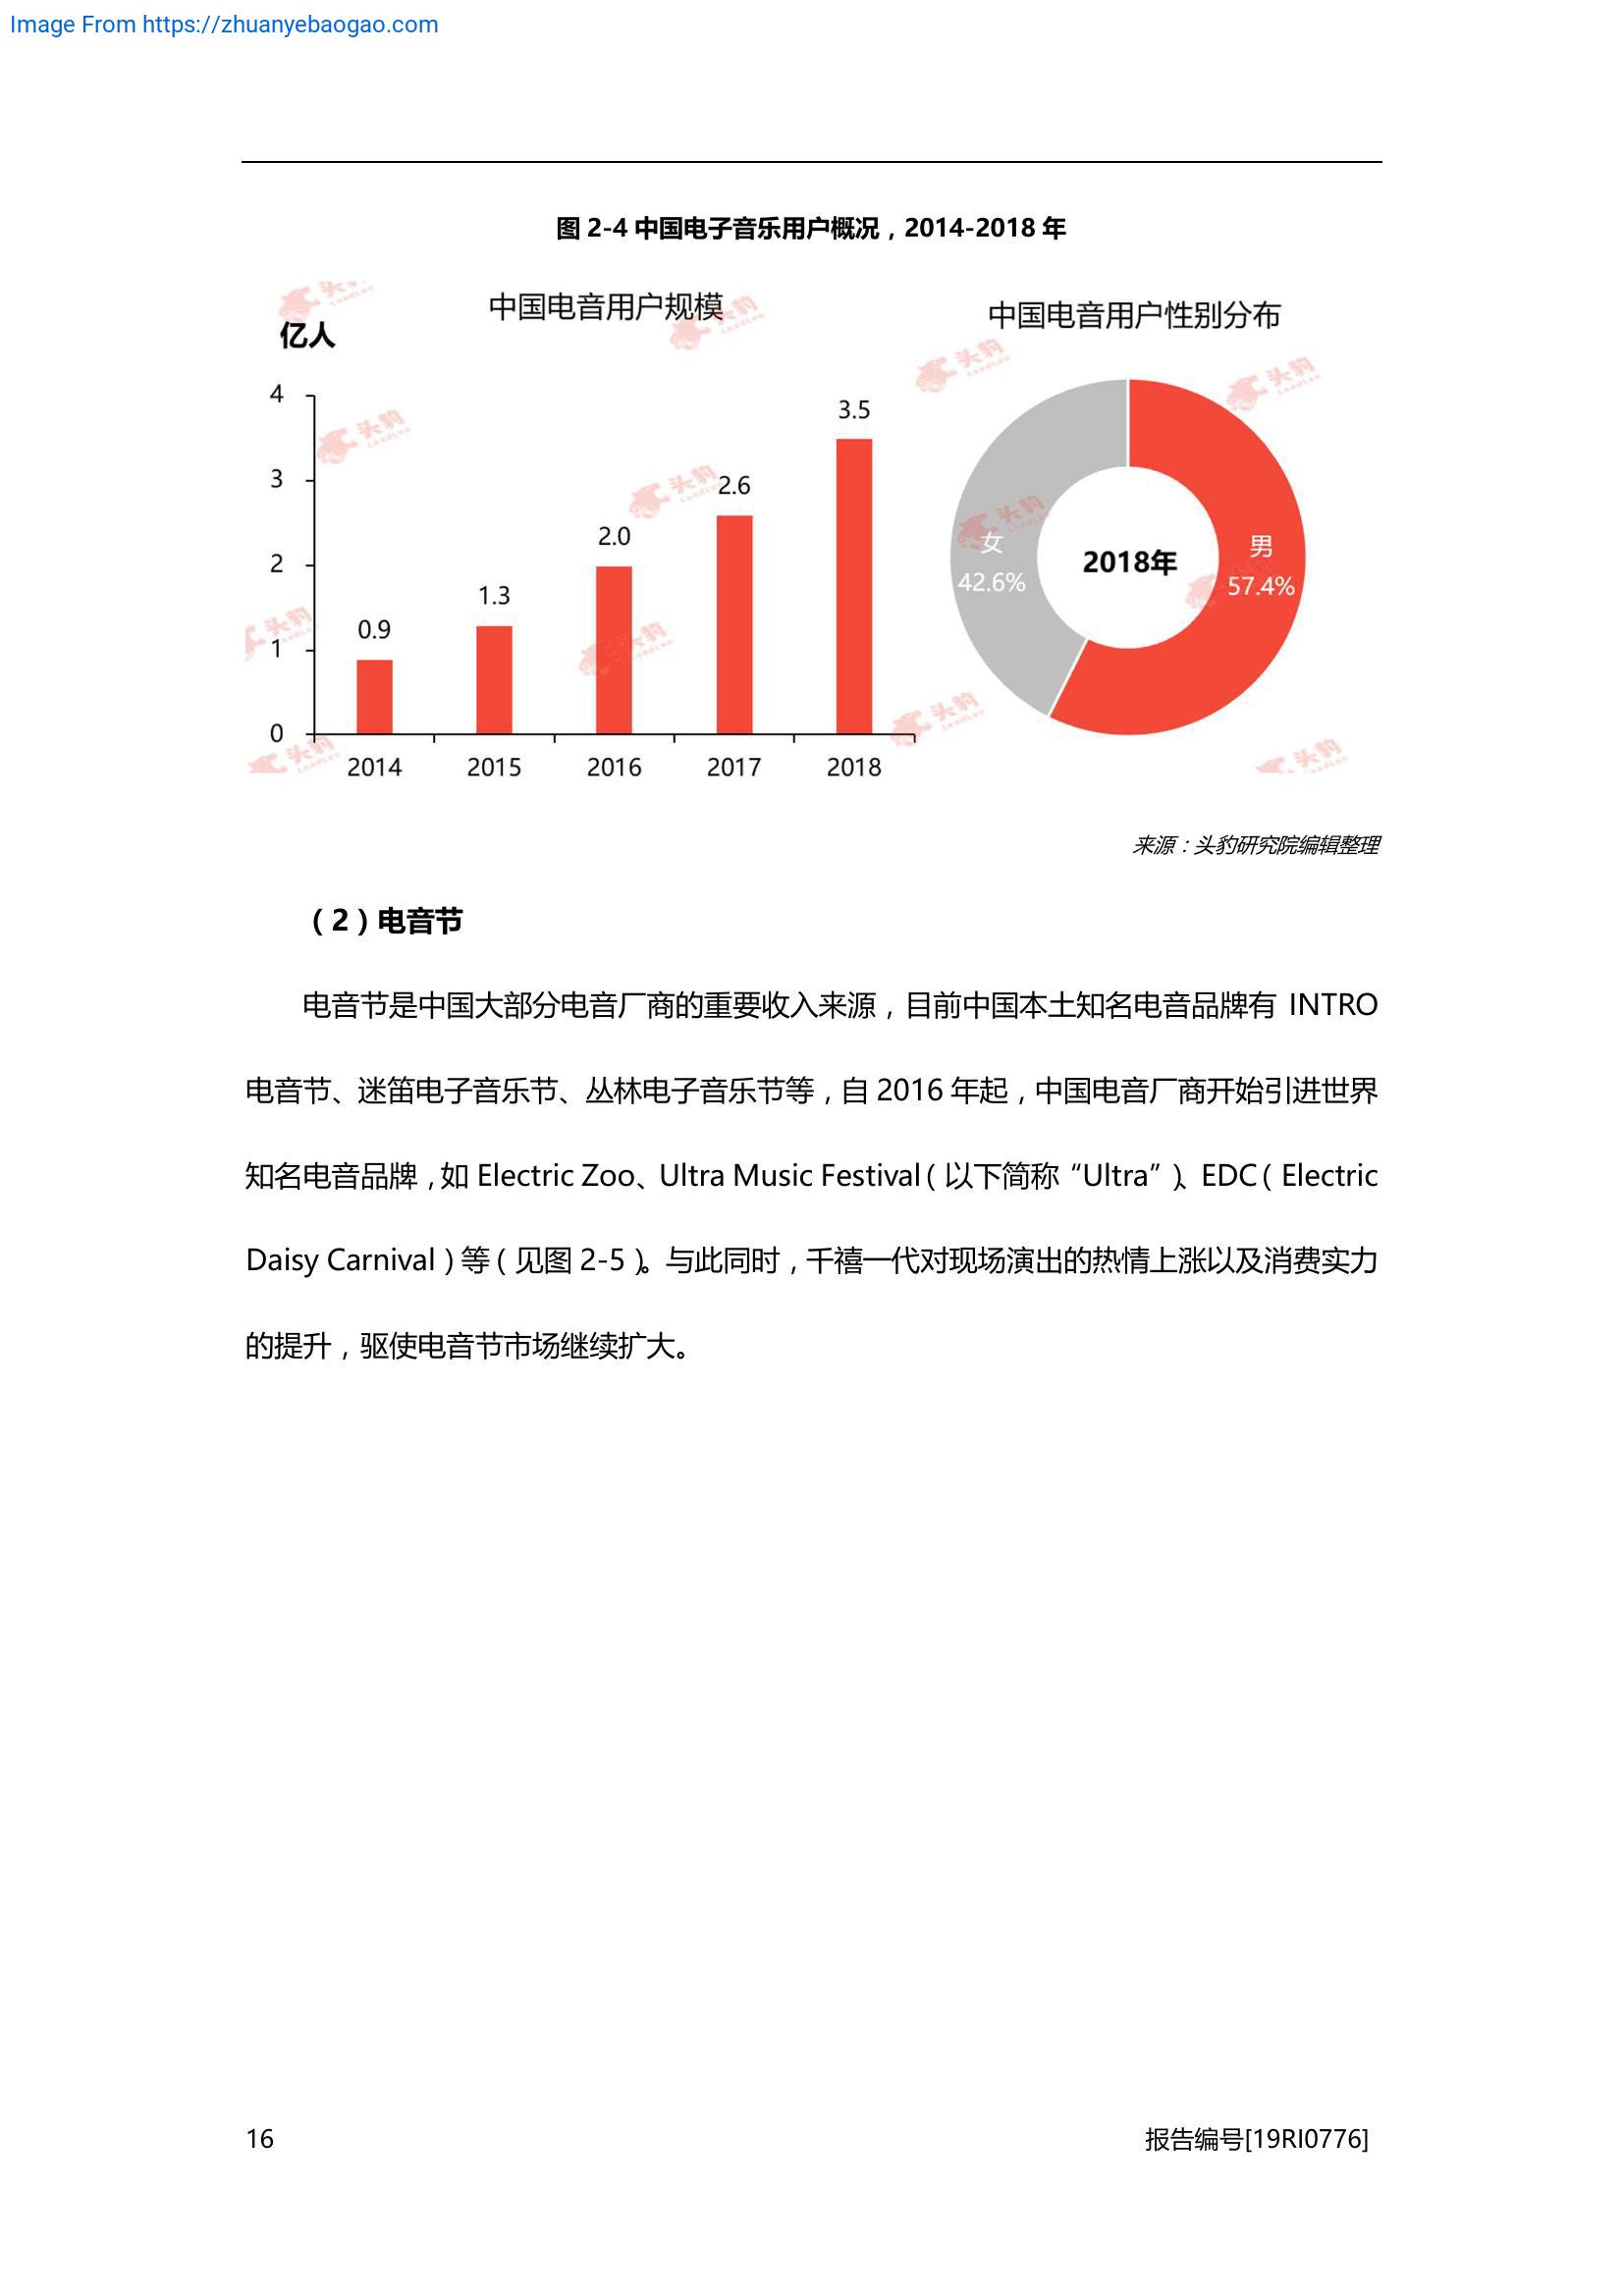 Image From https://zhuanyebaogao.com
图 2-4 中国电子音乐用户概况，2014-2018 年
中国电音用户规模
亿人
4
3
2
1
0
0.9
1.3
2.0
2.6
3.5
2014 2015 2016 2017 2018
中国电音用户性别分布
女
42.6%
2018年
男
57.4%
头豹
LeadLeo
来源：头豹研究院编辑整理
（2）电音节
电音节是中国大部分电音厂商的重要收入来源，目前中国本土知名电音品牌有 INTRO
电音节、迷笛电子音乐节、丛林电子音乐节等，自 2016 年起，中国电音厂商开始引进世界
知名电音品牌，如 Electric Zoo、Ultra Music Festival（以下简称“Ultra”）、EDC（Electric
Daisy Carnival）等（见图 2-5）。与此同时，千禧一代对现场演出的热情上涨以及消费实力
的提升，驱使电音节市场继续扩大。
16
报告编号[19RI0776]